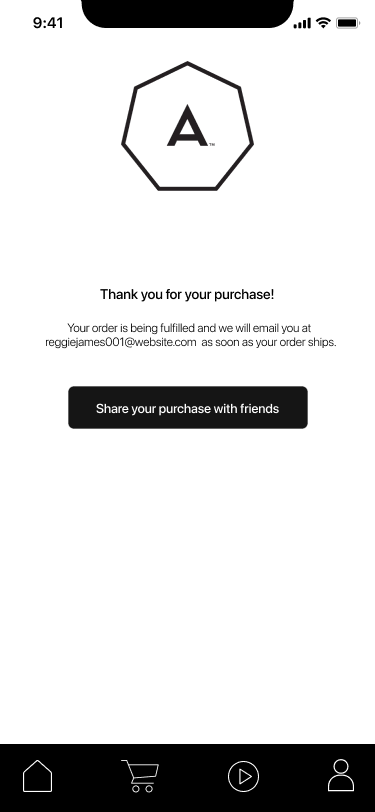 9:41
A™
Thank you for your purchase!
Your order is being fulfilled and we will email you at
reggiejames001@website.com  as soon as your order ships.
Share your purchase with friends